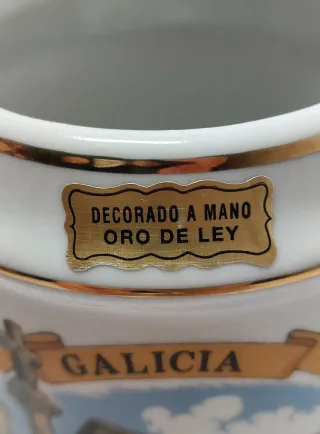 DECORADO A MANO
ORO DE LEY
GALICIA